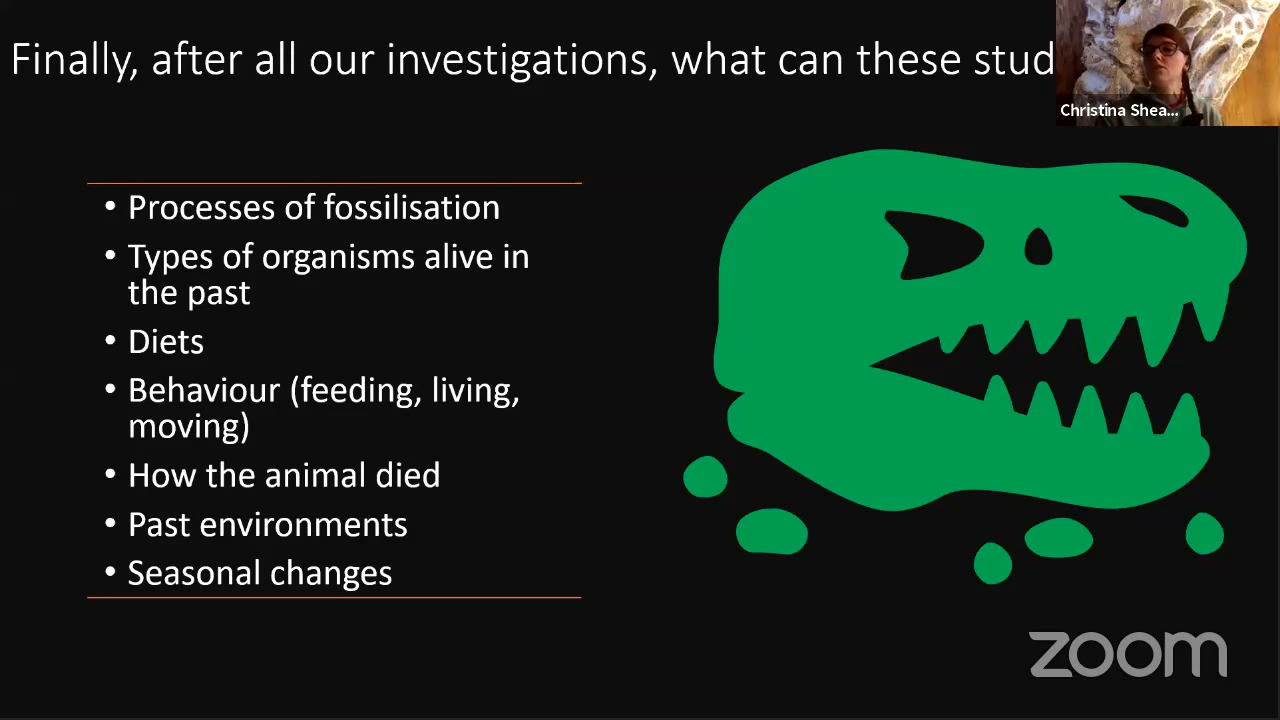 Finally, after all our investigations, what can these stud
Christina Shea...
• Processes of fossilisation
• Types of organisms alive in
the past
• Diets
• Behaviour (feeding, living,
moving)
• How the animal died
• Past environments
• Seasonal changes
zoom